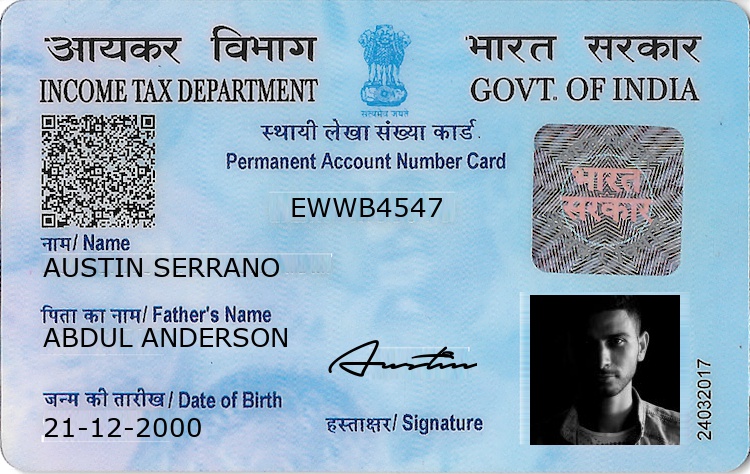 आयकर विभाग
INCOME TAX DEPARTMENT
भारत सरकार
GOVT. OF INDIA
सत्यमेव जयते
स्थायी लेखा संख्या कार्ड
Permanent Account Number Card
EWWB4547
भारत
सरकार
नाम/ Name
AUSTIN SERRANO
पिता का नाम/ Father's Name
ABDUL ANDERSON
Austin
जन्म की तारीख / Date of Birth
21-12-2000
हस्ताक्षर/ Signature
24032017